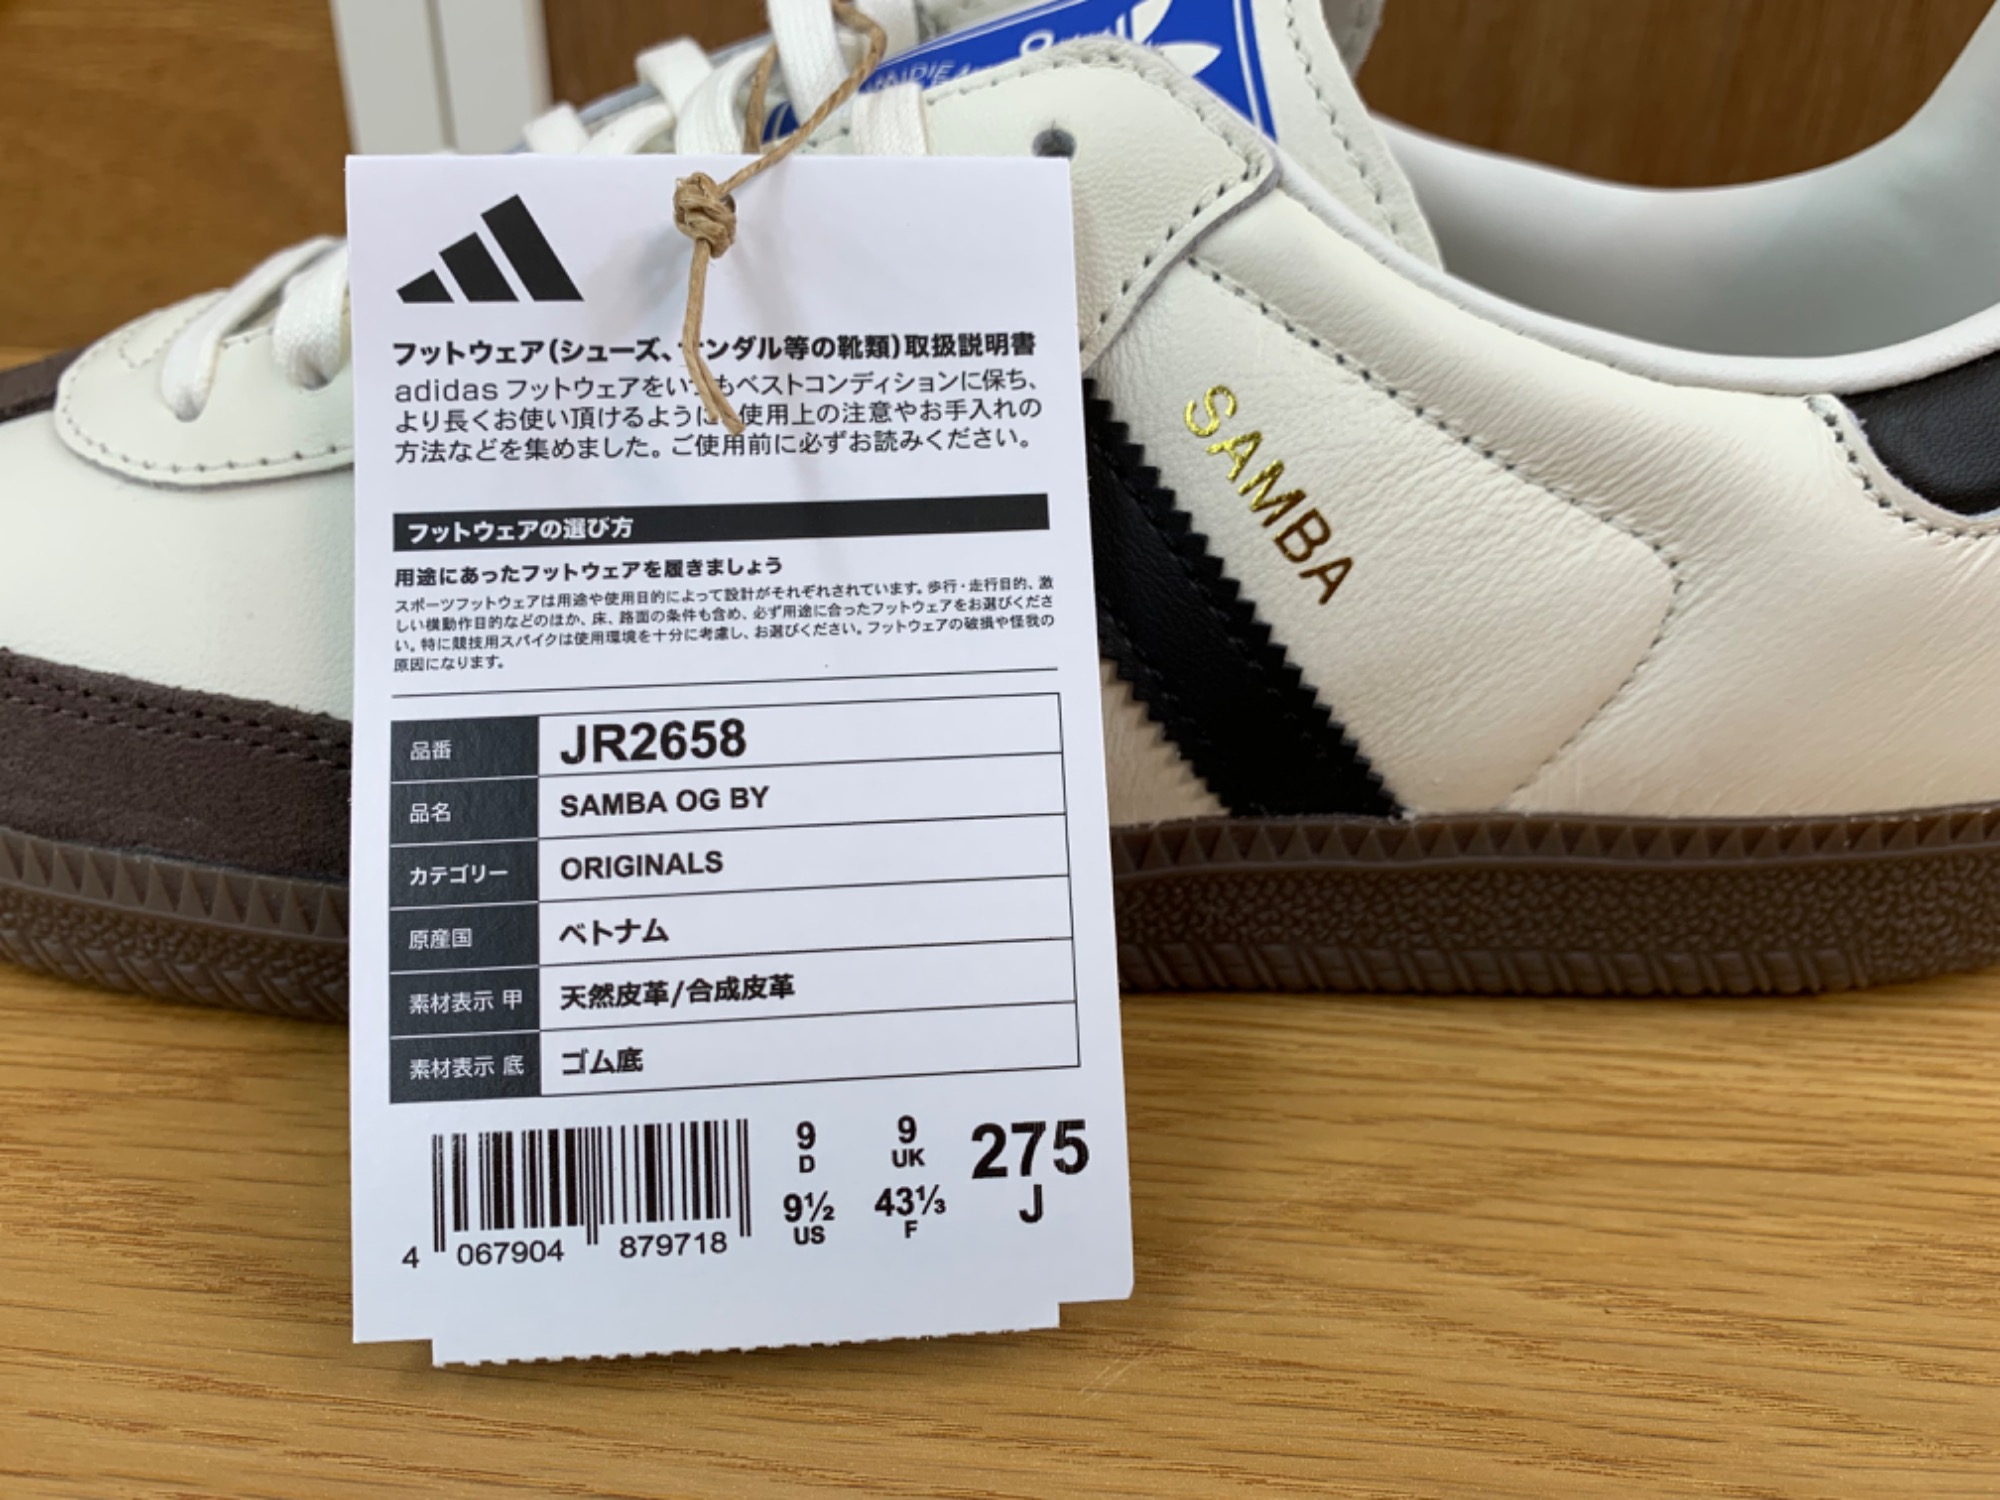 フットウェア(シューズ、サンダル等の靴類)取扱説明書
adidas フットウェアをいつもベストコンディションに保ち、
より長くお使い頂けるように、使用上の注意やお手入れの
方法などを集めました。ご使用前に必ずお読みください。
フットウェアの選び方
用途にあったフットウェアを履きましょう
スポーツフットウェアは用途や使用目的によって設計がそれぞれされています。歩行・走行目的、激
しい横動作目的などのほか、床、路面の条件も含め、必ず用途に合ったフットウェアをお選びくださ
い。特に競技用スパイクは使用環境を十分に考慮し、お選びください。フットウェアの破損や怪我の
原因になります。
品番 JR2658
品名 SAMBA OG BY
カテゴリー ORIGINALS
原産国 ベトナム
素材表示 甲 天然皮革/合成皮革
素材表示 底 ゴム底
9 D 9 UK 275 J
9½ US 43⅓ F
4 067904 879718
SAMBA